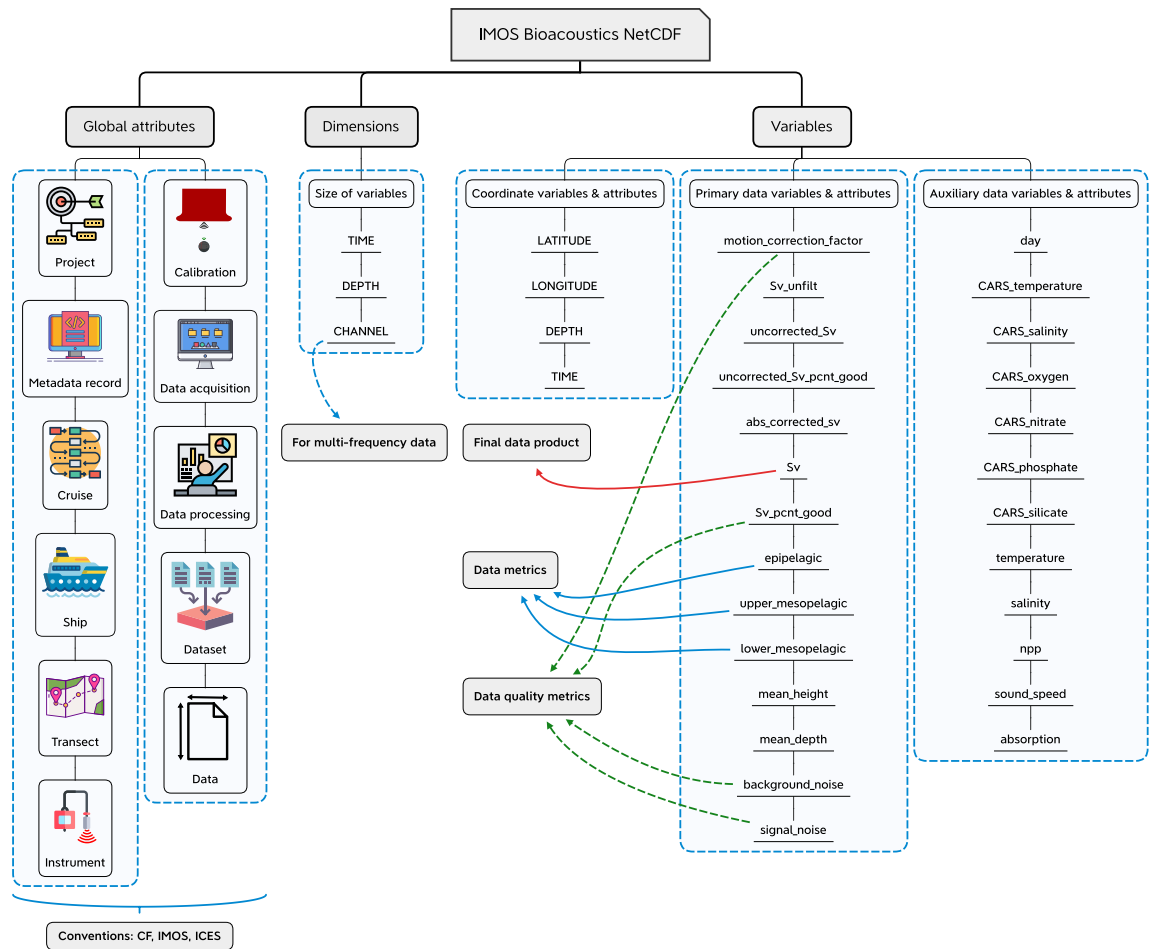 IMOS Bioacoustics NetCDF
Global attributes
Dimensions
Variables
Project
Metadata record
Cruise
Ship
Transect
Instrument
Calibration
Data acquisition
Data processing
Dataset
Data
Conventions: CF, IMOS, ICES
Size of variables
TIME
DEPTH
CHANNEL
For multi-frequency data
Coordinate variables & attributes
LATITUDE
LONGITUDE
DEPTH
TIME
Final data product
Data metrics
Data quality metrics
Primary data variables & attributes
motion_correction_factor
Sv_unfilt
uncorrected_Sv
uncorrected_Sv_pcnt_good
abs_corrected_sv
Sv
Sv_pcnt_good
epipelagic
upper_mesopelagic
lower_mesopelagic
mean_height
mean_depth
background_noise
signal_noise
Auxiliary data variables & attributes
day
CARS_temperature
CARS_salinity
CARS_oxygen
CARS_nitrate
CARS_phosphate
CARS_silicate
temperature
salinity
npp
sound_speed
absorption